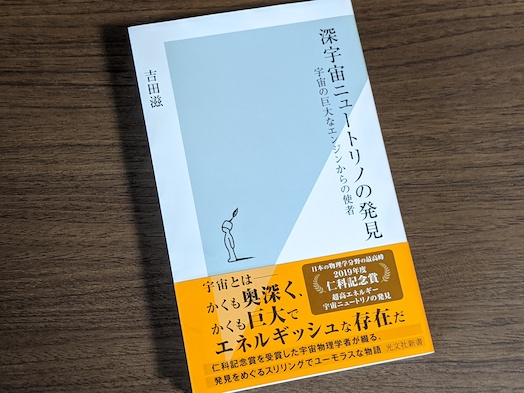 深宇宙ニュートリノの発見
宇宙の巨大なエンジンからの使者
吉田滋
宇宙とは
かくも奥深く、
かくも巨大で
エネルギッシュな存在だ
日本の物理学分野の最高峰
2019年度
仁科記念賞
超高エネルギー
宇宙ニュートリノの発見
仁科記念賞を受賞した宇宙物理学者が綴る、
発見をめぐるスリリングでユーモラスな物語
光文社新書